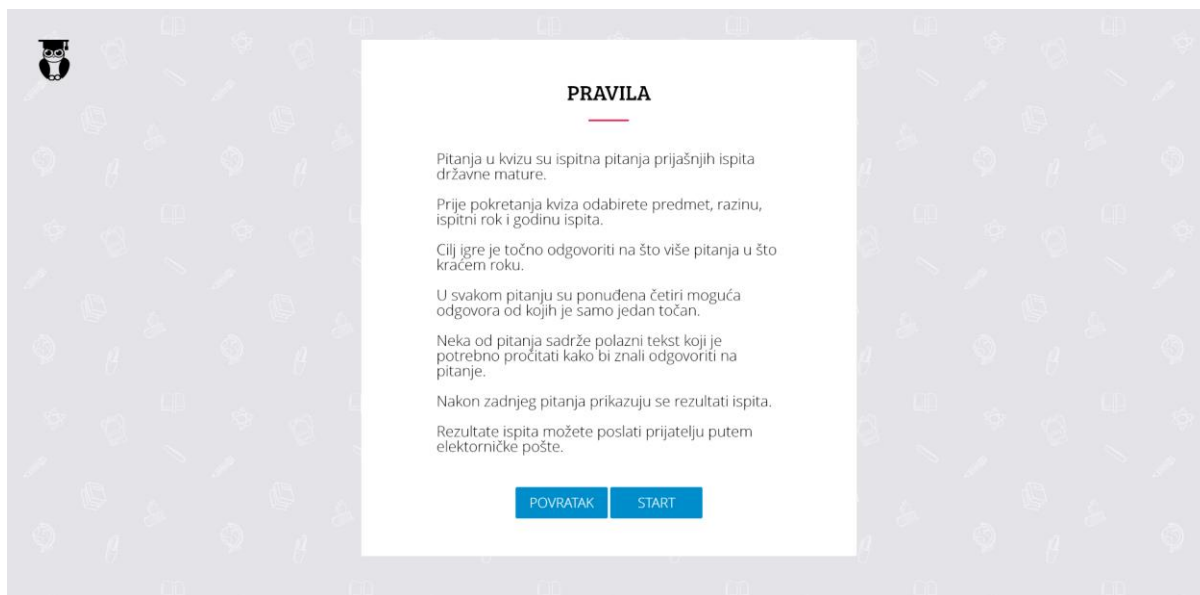 PRAVILA
Pitanja u kvizu su ispitna pitanja prijašnjih ispita
državne mature.
Prije pokretanja kviza odabirete predmet, razinu,
ispitni rok i godinu ispita.
Cilj igre je točno odgovoriti na što više pitanja u što
kraćem roku.
U svakom pitanju su ponuđena četiri moguća
odgovora od kojih je samo jedan točan.
Neka od pitanja sadrže polazni tekst koji je
potrebno pročitati kako bi znali odgovoriti na
pitanje.
Nakon zadnjeg pitanja prikazuju se rezultati ispita.
Rezultate ispita možete poslati prijatelju putem
elektorničke pošte.
POVRATAK START